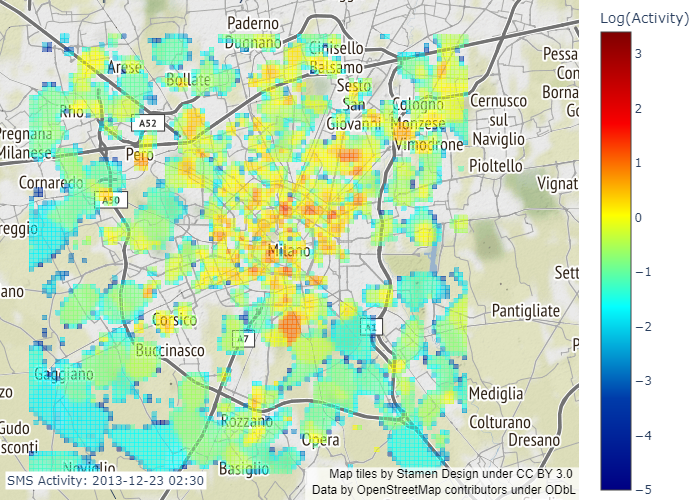 Log(Activity)
Paderno
Dugnano
Cinisello
Balsamo
Arese
Bollate
Sesto
San
Giovanni
Pessa
Con
Borna
Go
Rho
A52
Cologno
Monzese
Cernusco
sul
Naviglio
Pregnana
Milanese
Pero
Vimodrone
Pioltello
Cornaredo
A50
Vignat
reggio
Milano
Sett
ano
Corsico
A7
A1
Pantigliate
P
Buccinasco
Gaggiano
zo
Mediglia
Gudo
sconti
Rozzano
Opera
Colturano
Dresano
Noviglio
Basiglio
SMS Activity: 2013-12-23 02:30
Map tiles by Stamen Design under CC BY 3.0
Data by OpenStreetMap contributors under ODbL
3
2
1
0
−1
−2
−3
−4
−5